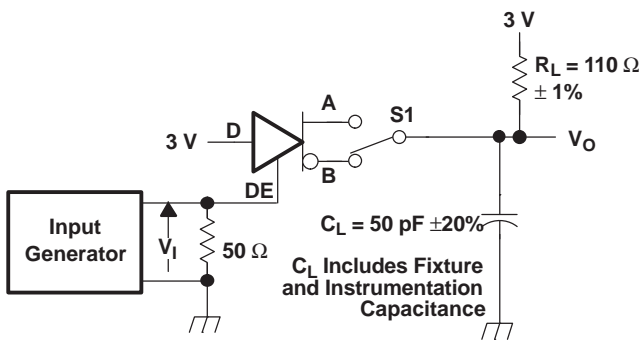 3 V
R_L = 110 Ω
± 1%
A
S1
3 V
D
V_O
B
DE
Input
Generator
V_I
50 Ω
C_L = 50 pF ±20%
C_L Includes Fixture
and Instrumentation
Capacitance